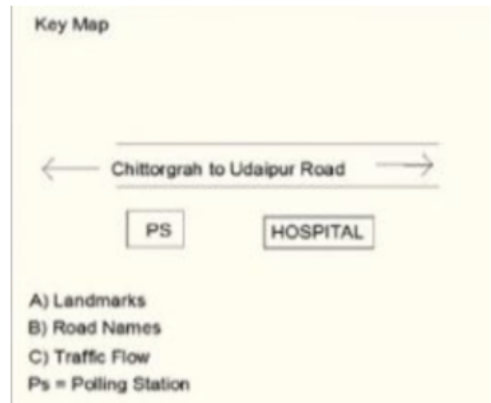 Key Map
Chittorgrah to Udaipur Road
PS
HOSPITAL
A) Landmarks
B) Road Names
C) Traffic Flow
Ps = Polling Station